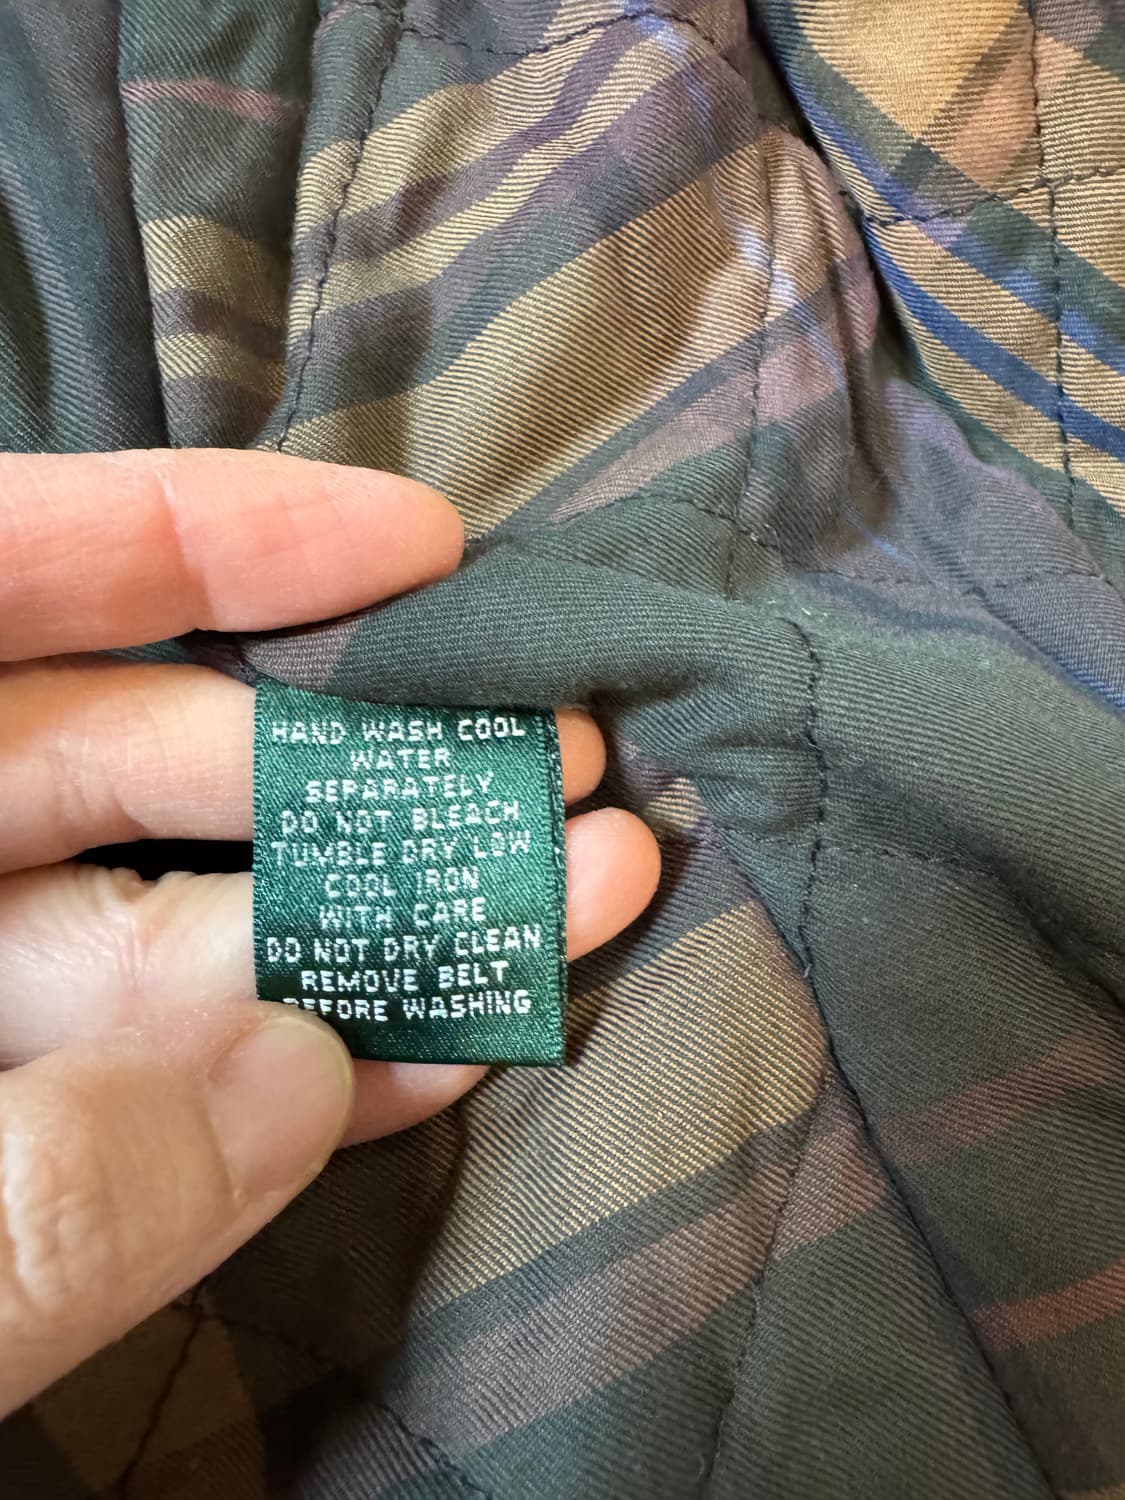 HAND WASH COOL
WATER
SEPARATELY
DO NOT BLEACH
TUMBLE DRY LOW
COOL IRON
WITH CARE
DO NOT DRY CLEAN
REMOVE BELT
BEFORE WASHING